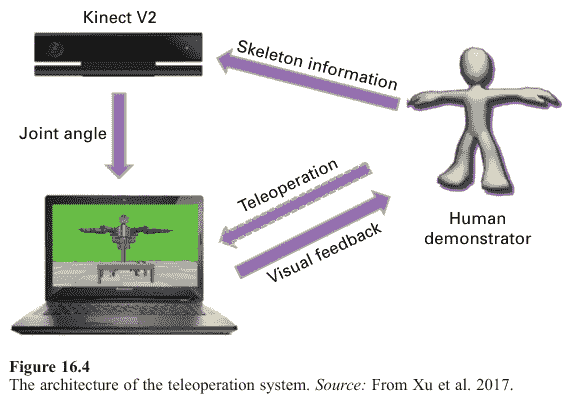 Kinect V2
Skeleton information
Joint angle
Teleoperation
Visual feedback
Human
demonstrator
Figure 16.4
The architecture of the teleoperation system. Source: From Xu et al. 2017.